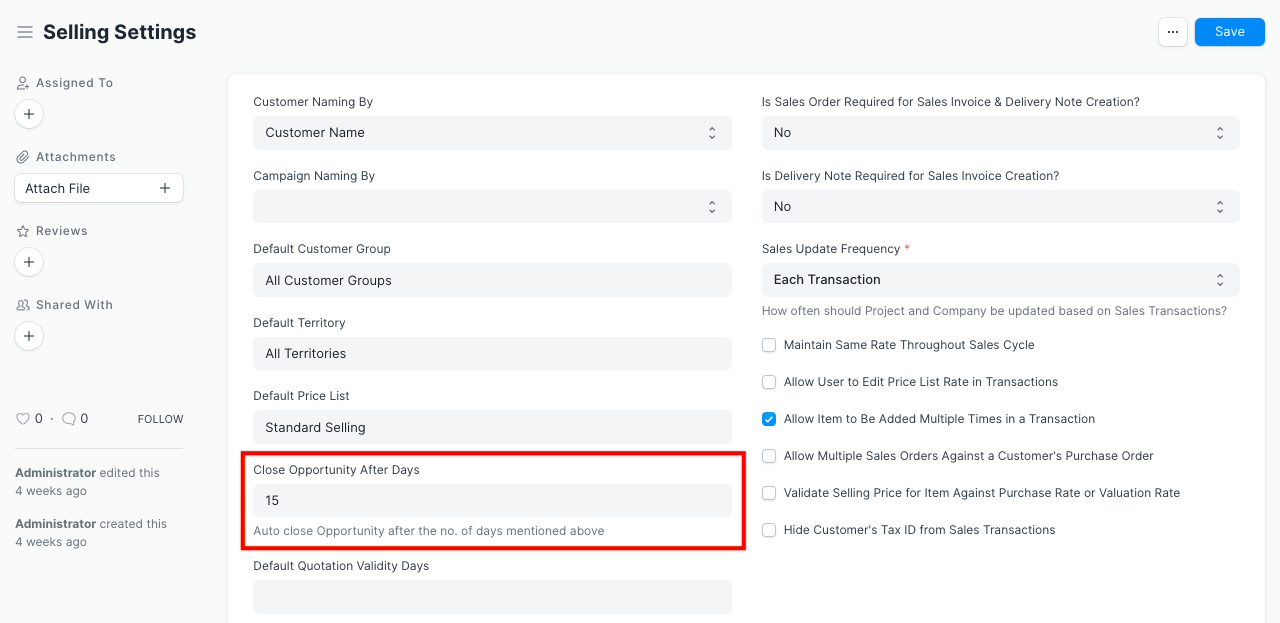 Selling Settings
...
Save
Assigned To
Attachments
Attach File
Reviews
Shared With
0 · 0
FOLLOW
Administrator edited this
4 weeks ago
Administrator created this
4 weeks ago
Customer Naming By
Customer Name
Campaign Naming By
Default Customer Group
All Customer Groups
Default Territory
All Territories
Default Price List
Standard Selling
Close Opportunity After Days
15
Auto close Opportunity after the no. of days mentioned above
Default Quotation Validity Days
Is Sales Order Required for Sales Invoice & Delivery Note Creation?
No
Is Delivery Note Required for Sales Invoice Creation?
No
Sales Update Frequency *
Each Transaction
How often should Project and Company be updated based on Sales Transactions?
Maintain Same Rate Throughout Sales Cycle
Allow User to Edit Price List Rate in Transactions
Allow Item to Be Added Multiple Times in a Transaction
Allow Multiple Sales Orders Against a Customer's Purchase Order
Validate Selling Price for Item Against Purchase Rate or Valuation Rate
Hide Customer's Tax ID from Sales Transactions